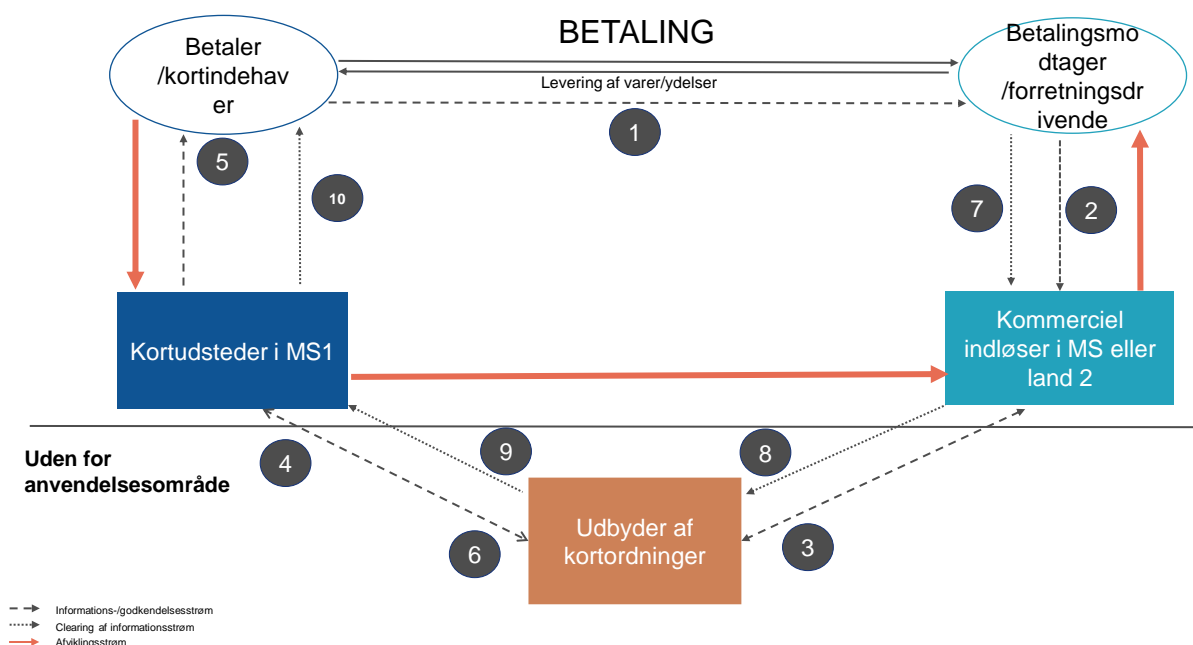 BETALING
Betaler
/kortindehav
er
Betalingsmo
dtager
/forretningsdr
ivende
Levering af varer/ydelser
1
5
10
7
2
Kortudsteder i MS1
Kommerciel
indløser i MS eller
land 2
Uden for
anvendelsesområde
4
9
8
6
3
Udbyder af
kortordninger
Informations-/godkendelsesstrøm
Clearing af informationsstrøm
Afviklingsstrøm